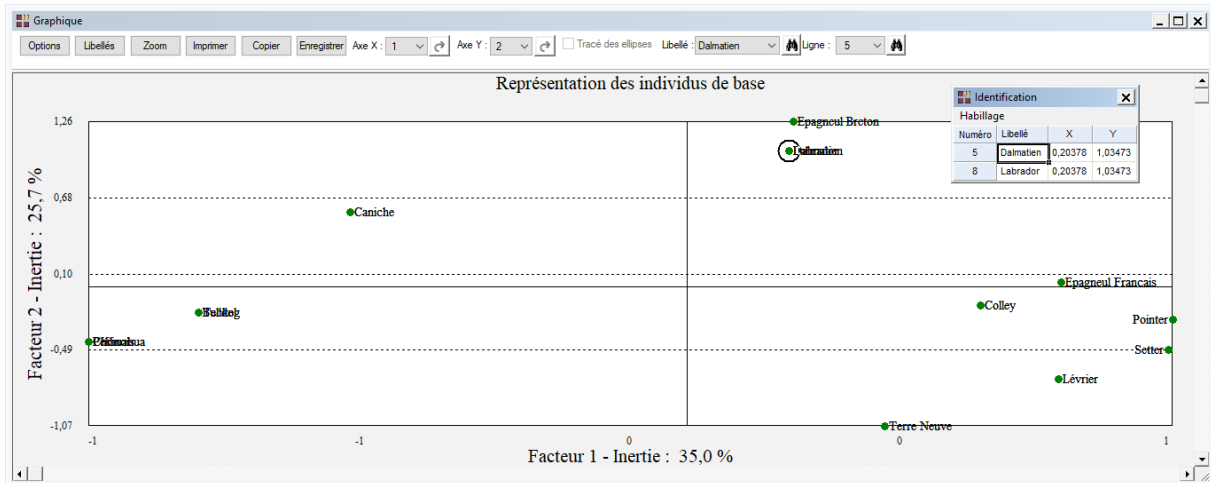 Graphique
Options Libellés Zoom Imprimer Copier Enregistrer Axe X : 1 Axe Y : 2 Tracé des ellipses Libellé : Dalmatien Ligne : 5
Représentation des individus de base
Identification
Habillage
Numéro Libellé X Y
5 Dalmatien 0,20378 1,03473
8 Labrador 0,20378 1,03473
1,26
Epagneul Breton
0,68
Caniche
0,10
Epagneul Francais
Colley
Pointer
-0,49
Setter
Lévrier
-1,07
Terre Neuve
Facteur 2 - Inertie : 25,7 %
-1 -1 0 0 1
Facteur 1 - Inertie : 35,0 %